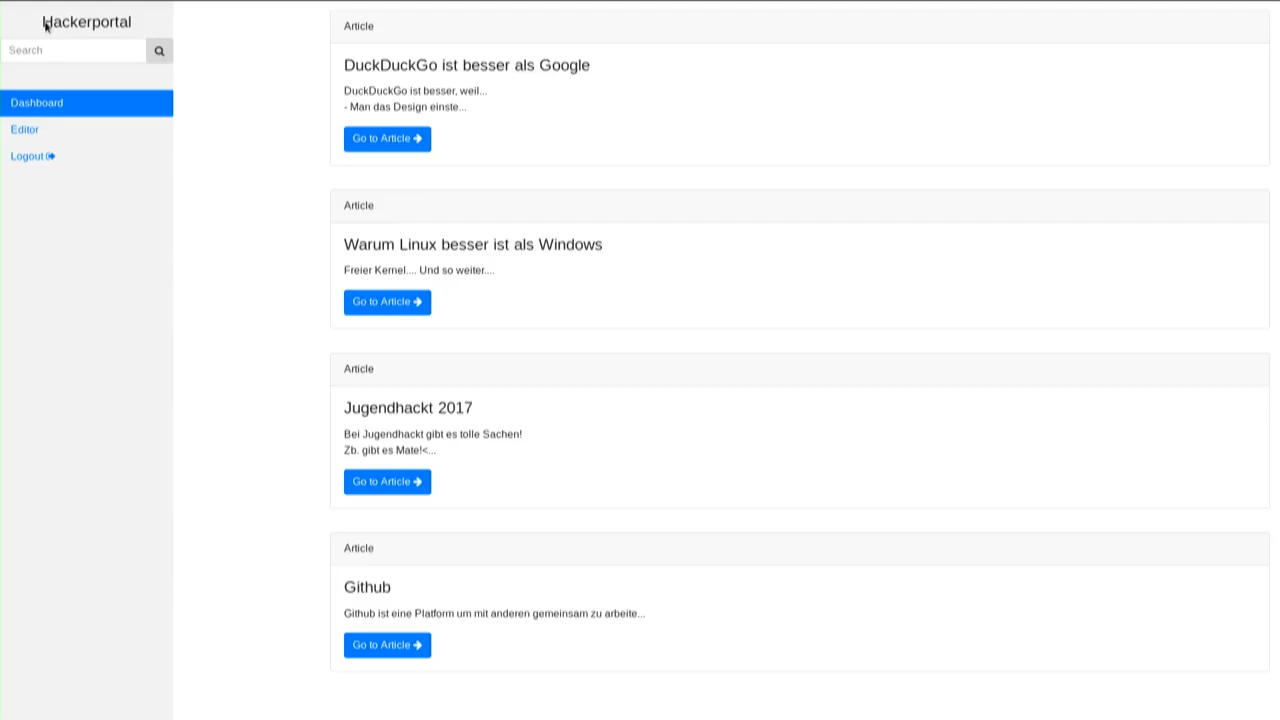 Hackerportal
Search
Dashboard
Editor
Logout
Article
DuckDuckGo ist besser als Google
DuckDuckGo ist besser, weil...
- Man das Design einste...
Go to Article
Article
Warum Linux besser ist als Windows
Freier Kernel.... Und so weiter....
Go to Article
Article
Jugendhackt 2017
Bei Jugendhackt gibt es tolle Sachen!
Zb. gibt es Mate!<...
Go to Article
Article
Github
Github ist eine Platform um mit anderen gemeinsam zu arbeite...
Go to Article